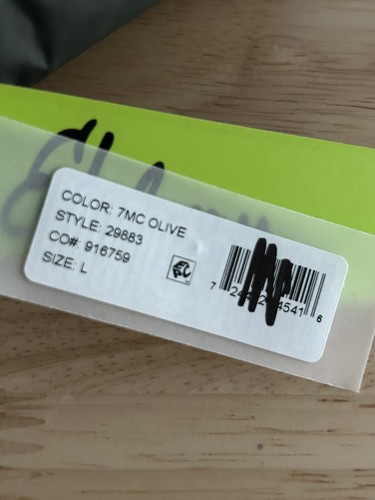 COLOR: 7MC OLIVE
STYLE: 29883
CO#: 916759
SIZE: L